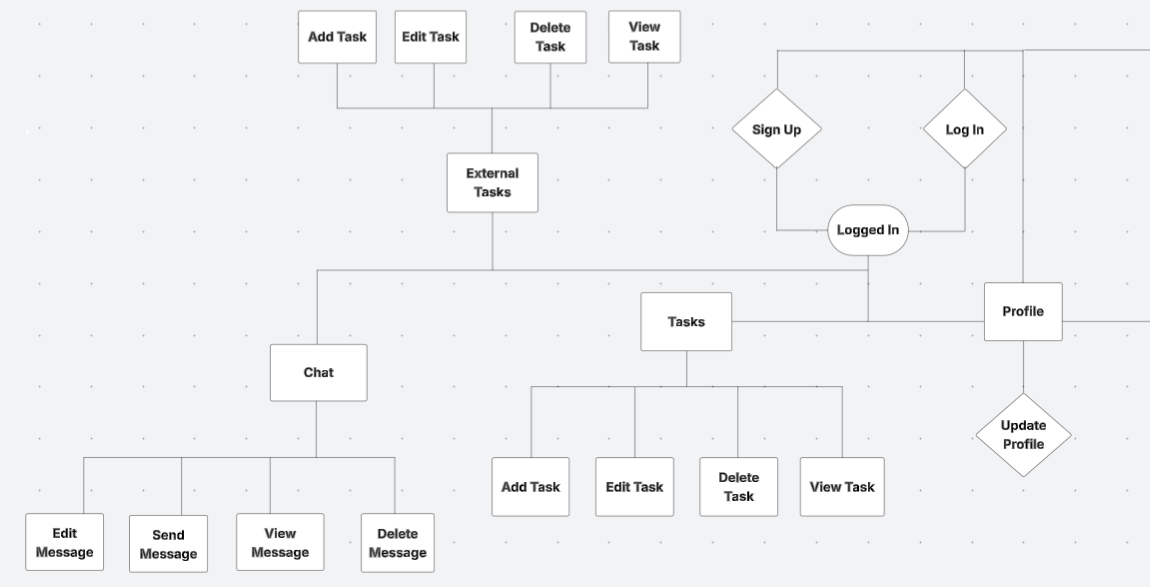 Add Task
Edit Task
Delete
Task
View
Task
Sign Up
Log In
External
Tasks
Logged In
Tasks
Profile
Chat
Update
Profile
Add Task
Edit Task
Delete
Task
View Task
Edit
Message
Send
Message
View
Message
Delete
Message